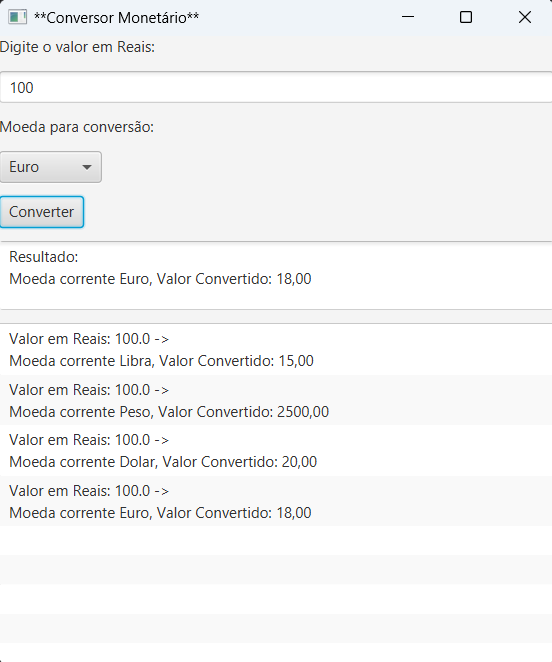 **Conversor Monetário**
Digite o valor em Reais:
100
Moeda para conversão:
Euro
Converter
Resultado:
Moeda corrente Euro, Valor Convertido: 18,00
Valor em Reais: 100.0 ->
Moeda corrente Libra, Valor Convertido: 15,00
Valor em Reais: 100.0 ->
Moeda corrente Peso, Valor Convertido: 2500,00
Valor em Reais: 100.0 ->
Moeda corrente Dolar, Valor Convertido: 20,00
Valor em Reais: 100.0 ->
Moeda corrente Euro, Valor Convertido: 18,00